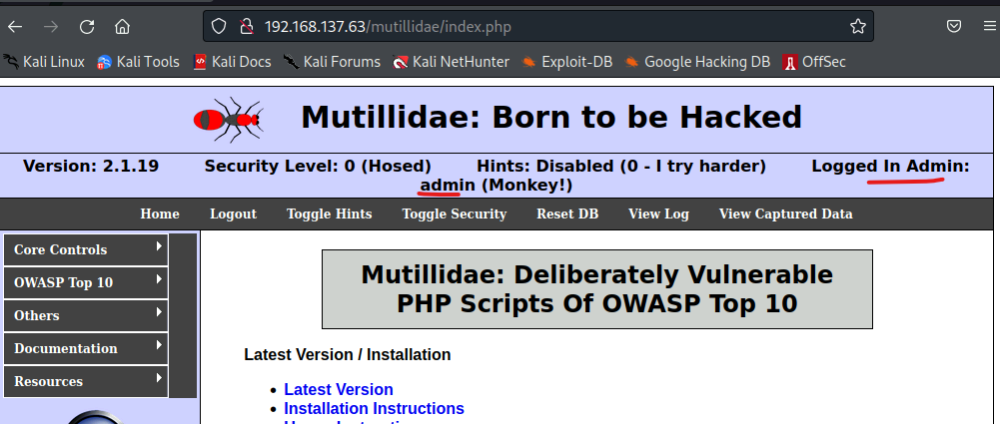 192.168.137.63/mutillidae/index.php
Kali Linux Kali Tools Kali Docs Kali Forums Kali NetHunter Exploit-DB Google Hacking DB OffSec
Mutillidae: Born to be Hacked
Version: 2.1.19 Security Level: 0 (Hosed) Hints: Disabled (0 - I try harder) Logged In Admin:
admin (Monkey!)
Home Logout Toggle Hints Toggle Security Reset DB View Log View Captured Data
Core Controls
OWASP Top 10
Others
Documentation
Resources
Mutillidae: Deliberately Vulnerable
PHP Scripts Of OWASP Top 10
Latest Version / Installation
Latest Version
Installation Instructions